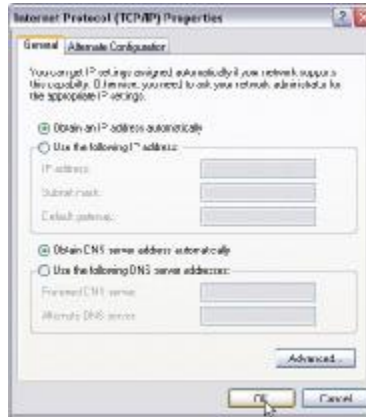 Internet Protocol (TCP/IP) Properties
General Alternate Configuration
You can get IP settings assigned automatically if your network supports
this capability. Otherwise, you need to ask your network administrator for
the appropriate IP settings.
Obtain an IP address automatically
Use the following IP address:
IP address:
Subnet mask:
Default gateway:
Obtain DNS server address automatically
Use the following DNS server addresses:
Preferred DNS server:
Alternate DNS server:
Advanced...
OK Cancel